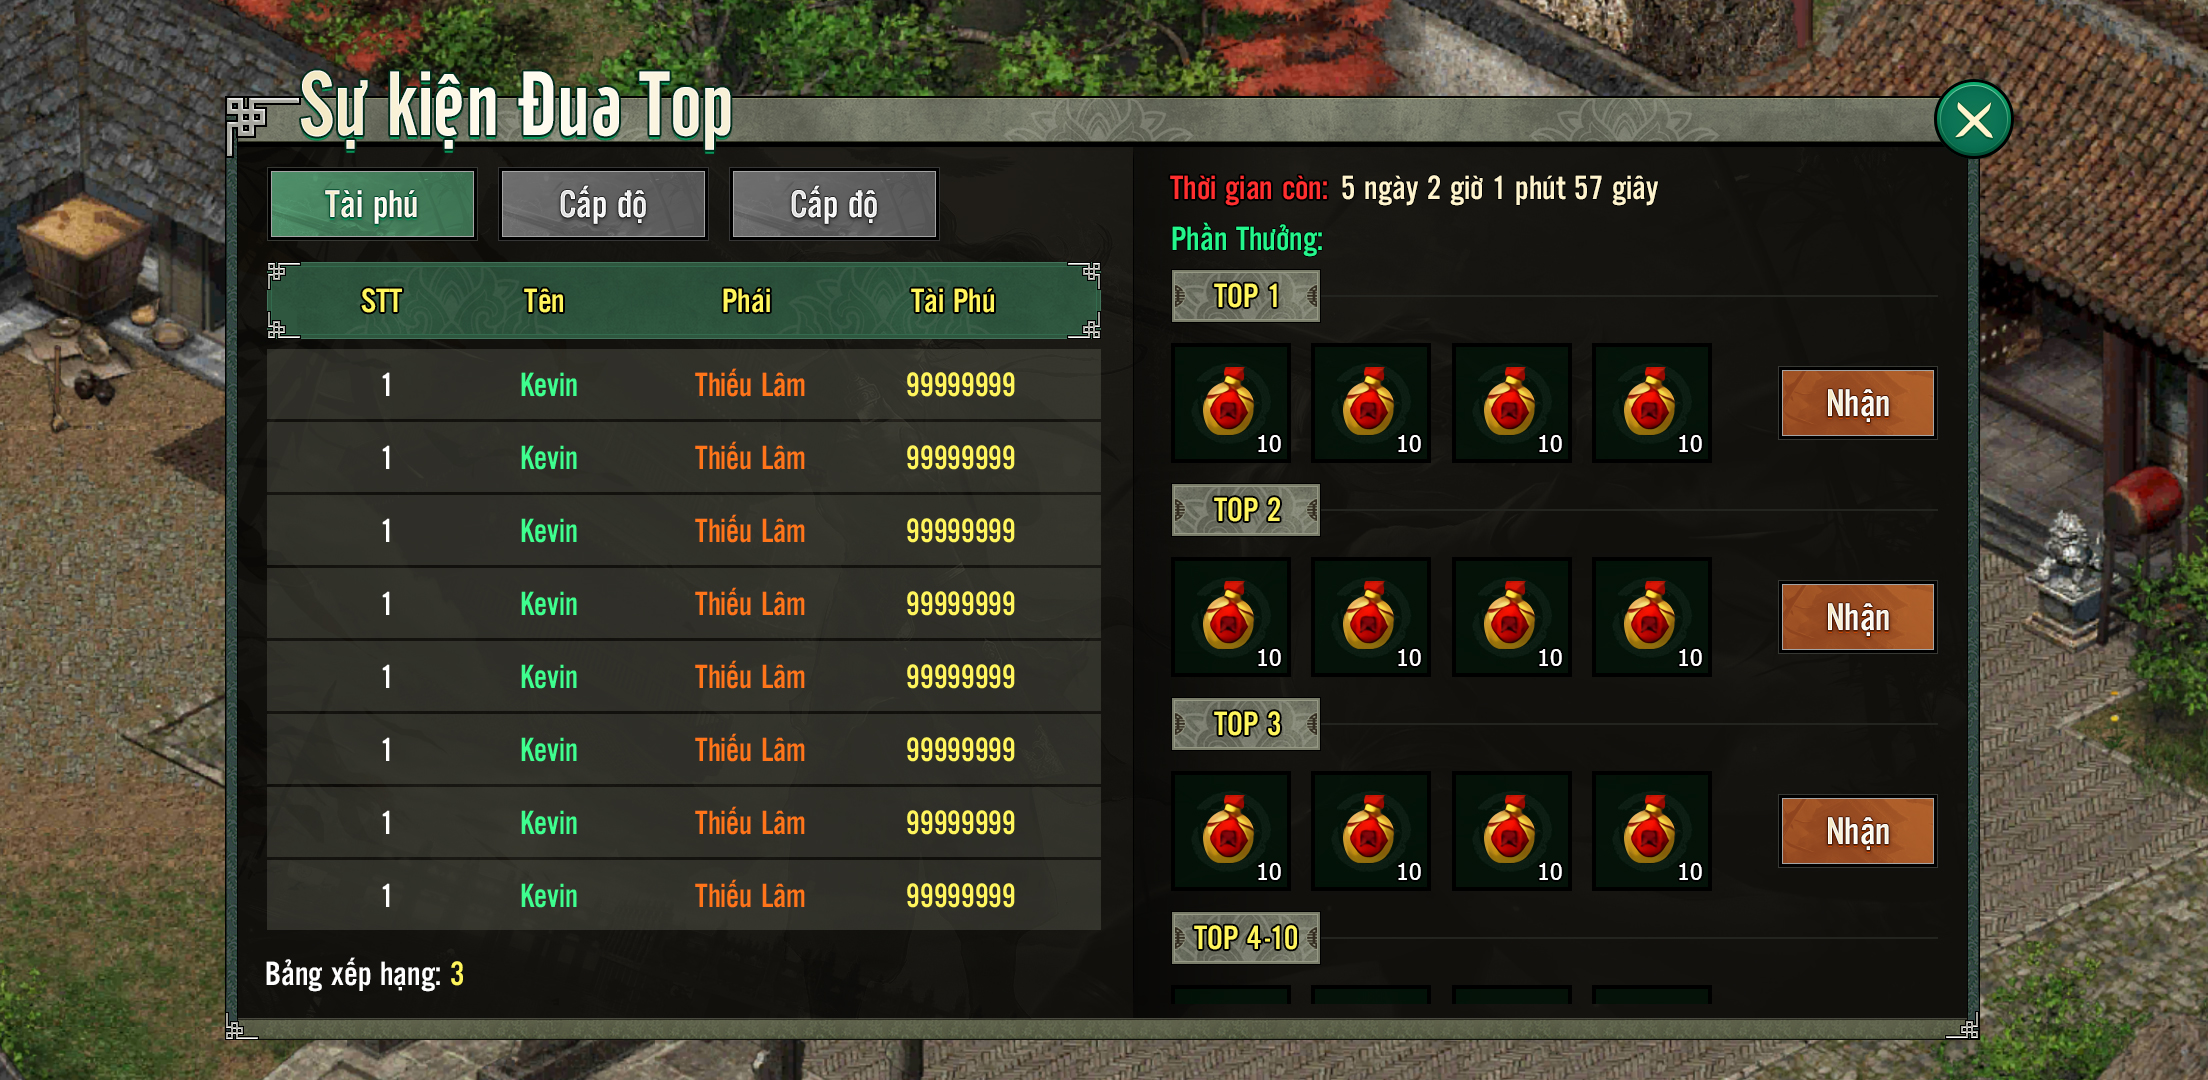 Sự kiện Đua Top
Tài phú
Cấp độ
Cấp độ
STT Tên Phái Tài Phú
1 Kevin Thiếu Lâm 99999999
1 Kevin Thiếu Lâm 99999999
1 Kevin Thiếu Lâm 99999999
1 Kevin Thiếu Lâm 99999999
1 Kevin Thiếu Lâm 99999999
1 Kevin Thiếu Lâm 99999999
1 Kevin Thiếu Lâm 99999999
1 Kevin Thiếu Lâm 99999999
Bảng xếp hạng: 3
Thời gian còn: 5 ngày 2 giờ 1 phút 57 giây
Phần Thưởng:
TOP 1
10 10 10 10
Nhận
TOP 2
10 10 10 10
Nhận
TOP 3
10 10 10 10
Nhận
TOP 4-10